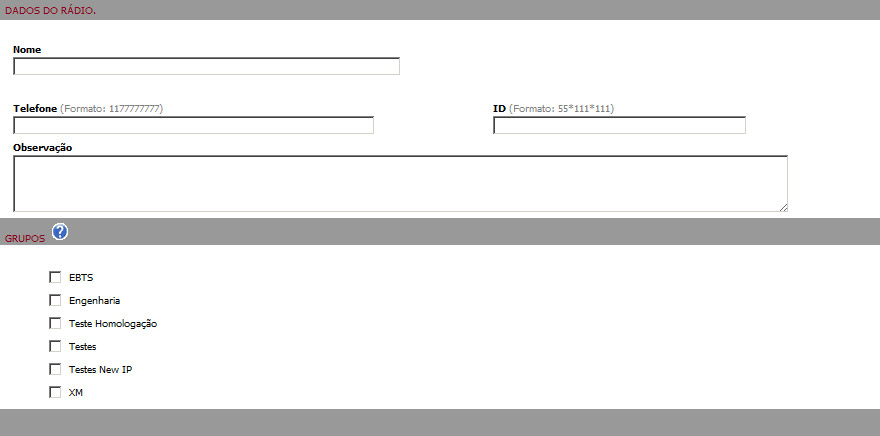 DADOS DO RÁDIO.
Nome
Telefone (Formato: 1177777777)
ID (Formato: 55*111*111)
Observação
GRUPOS ?
EBTS
Engenharia
Teste Homologação
Testes
Testes New IP
XM